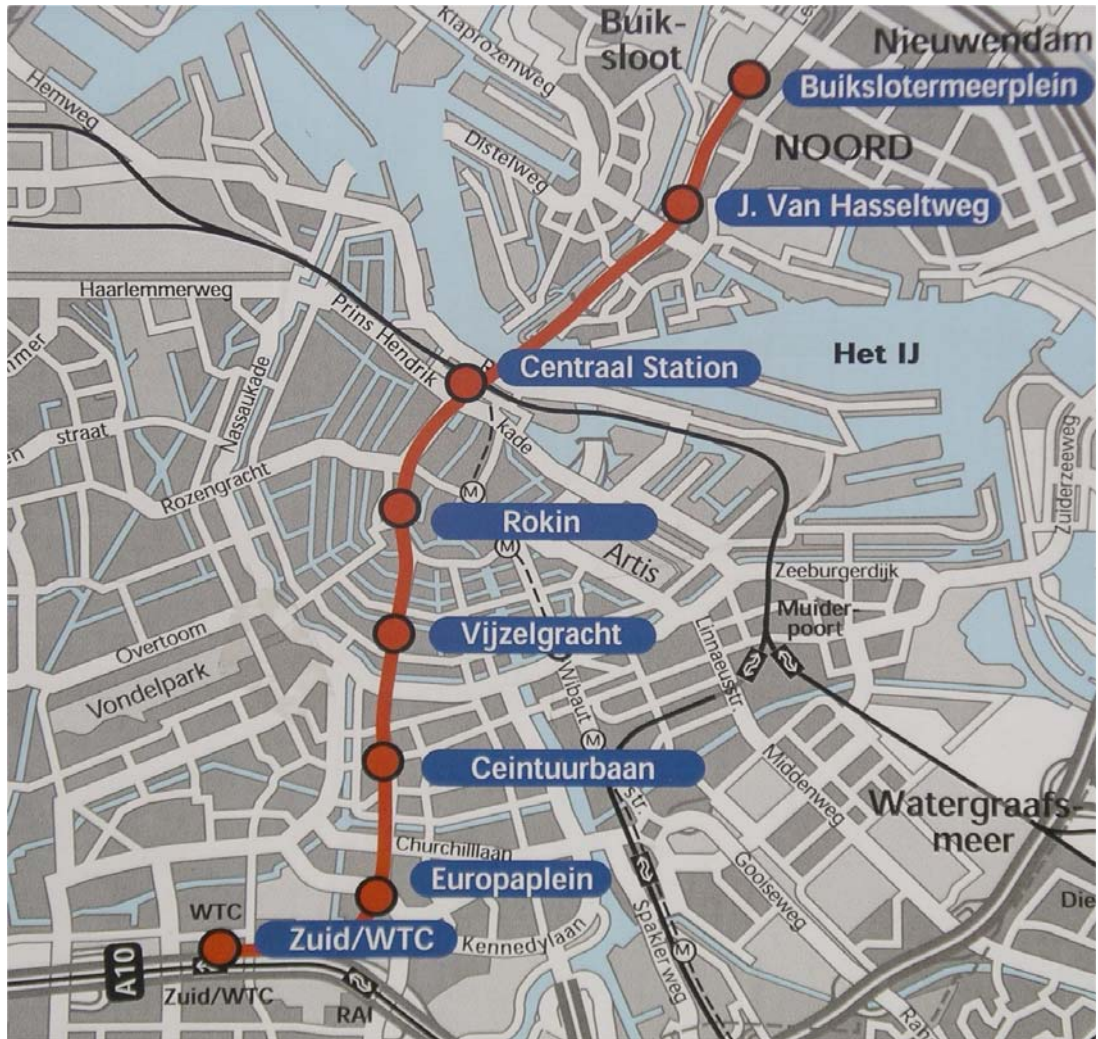 Buik-
sloot
Nieuwendam
Klaprozenweg
Buikslotermeerplein
Hemweg
Distelweg
NOORD
J. Van Hasseltweg
Haarlemmerweg
Prins Hendrik
kade
Het IJ
Centraal Station
Nassaukade
straat
Rozengracht
M
Rokin
M
Artis
Zuiderzeeweg
Zeeburgerdijk
Muider-
poort
Overtoom
Vijzelgracht
Linnaeusstr.
Vondelpark
Wibaut
str.
M
Ceintuurbaan
Middenweg
Watergraafs-
meer
Churchilllaan
Europaplein
Gooiseweg
WTC
Zuid/WTC
Kennedylaan
Spaklerweg
M
Die
A10
Zuid/WTC
RAI